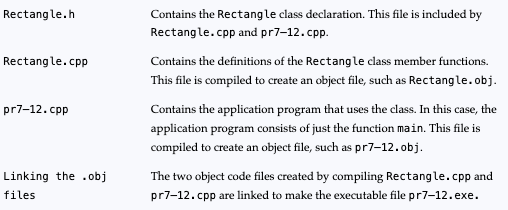 Rectangle.h Contains the Rectangle class declaration. This file is included by
Rectangle.cpp and pr7–12.cpp.
Rectangle.cpp Contains the definitions of the Rectangle class member functions.
This file is compiled to create an object file, such as Rectangle.obj.
pr7–12.cpp Contains the application program that uses the class. In this case, the
application program consists of just the function main. This file is
compiled to create an object file, such as pr7–12.obj.
Linking the .obj The two object code files created by compiling Rectangle.cpp and
files pr7–12.cpp are linked to make the executable file pr7–12.exe.